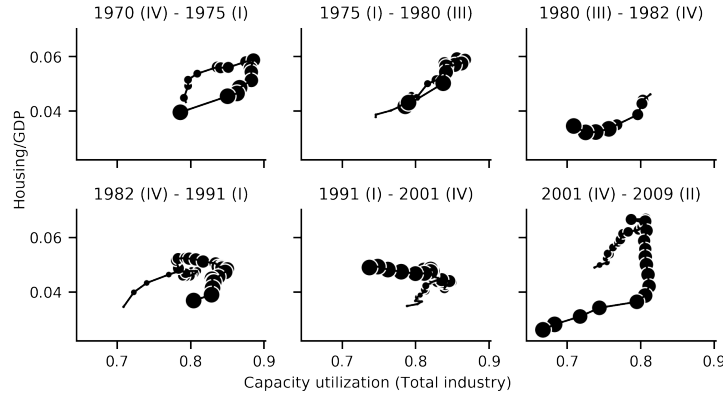 1970 (IV) - 1975 (I)
1975 (I) - 1980 (III)
1980 (III) - 1982 (IV)
0.06
0.04
1982 (IV) - 1991 (I)
1991 (I) - 2001 (IV)
2001 (IV) - 2009 (II)
0.06
0.04
Housing/GDP
0.7 0.8 0.9
0.7 0.8 0.9
0.7 0.8 0.9
Capacity utilization (Total industry)